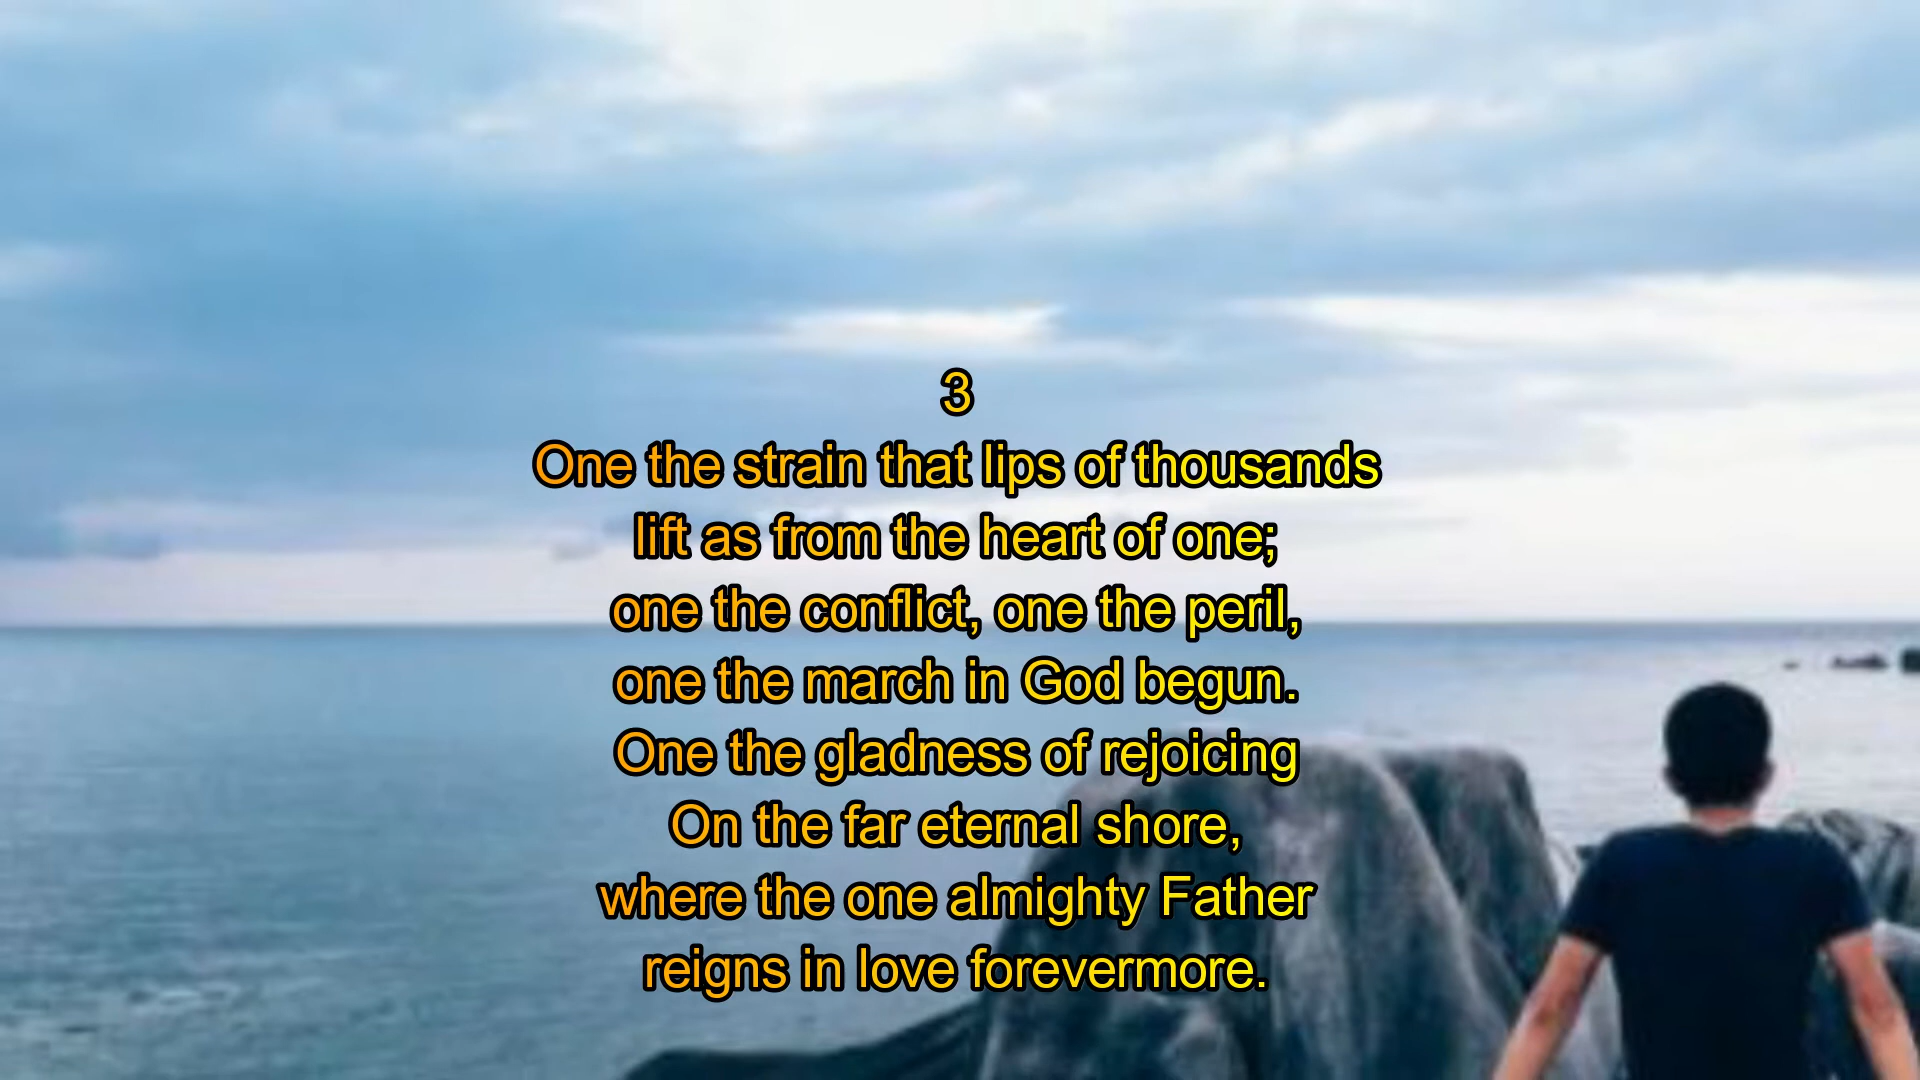 3
One the strain that lips of thousands
lift as from the heart of one;
one the conflict, one the peril,
one the march in God begun.
One the gladness of rejoicing
On the far eternal shore,
where the one almighty Father
reigns in love forevermore.